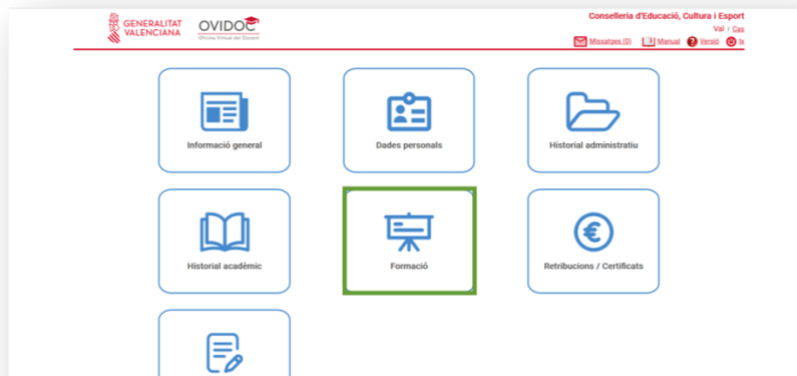 GENERALITAT
VALENCIANA
OVIDOC
Oficina Virtual del Docent
Conselleria d'Educació, Cultura i Esport
Val / Cas
Missatges (0) Manual Versió Ix
Informació general
Dades personals
Historial administratiu
Historial acadèmic
Formació
Retribucions / Certificats